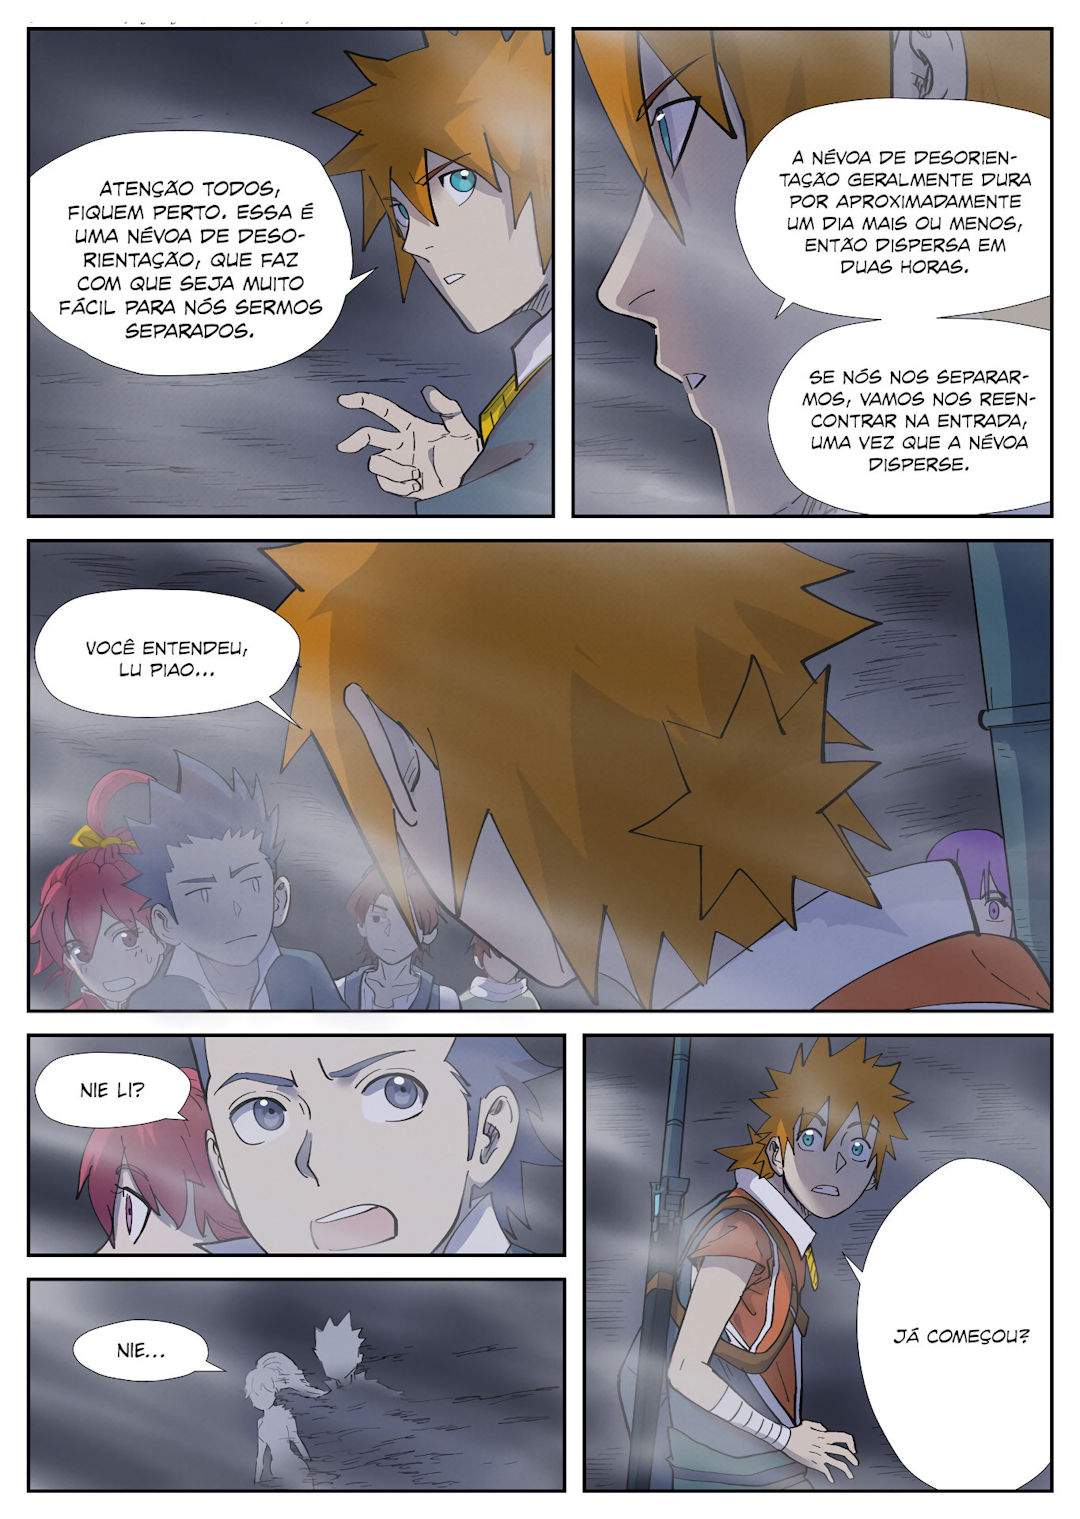 ATENÇÃO TODOS,
FIQUEM PERTO. ESSA É
UMA NÉVOA DE DESO-
RIENTAÇÃO, QUE FAZ
COM QUE SEJA MUITO
FÁCIL PARA NÓS SERMOS
SEPARADOS.
A NÉVOA DE DESORIEN-
TAÇÃO GERALMENTE DURA
POR APROXIMADAMENTE
UM DIA MAIS OU MENOS,
ENTÃO DISPERSA EM
DUAS HORAS.
SE NÓS NOS SEPARAR-
MOS, VAMOS NOS REEN-
CONTRAR NA ENTRADA,
UMA VEZ QUE A NÉVOA
DISPERSE.
VOCÊ ENTENDEU,
LU PIAO...
NIE LI?
NIE...
JÁ COMEÇOU?